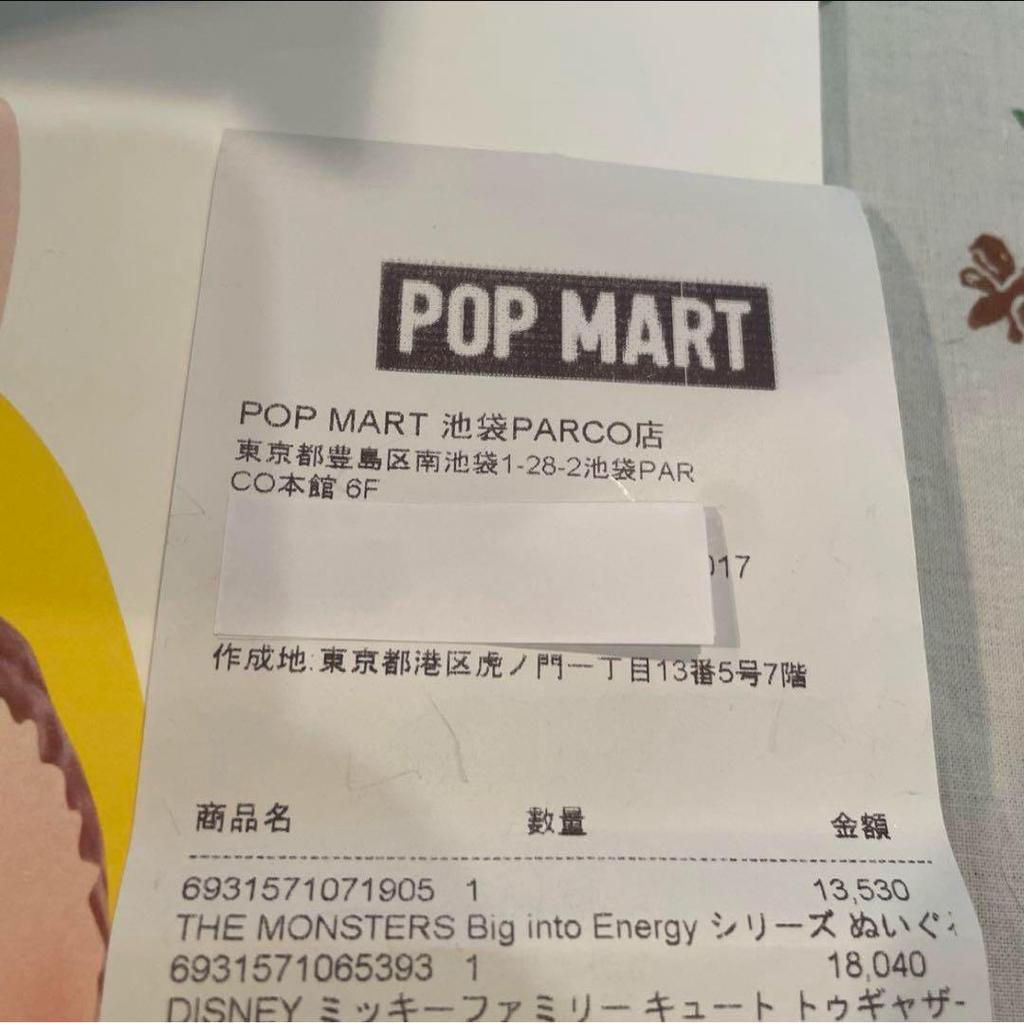 POP MART
POP MART 池袋PARCO店
東京都豊島区南池袋1-28-2池袋PAR
CO本館 6F
017
作成地:東京都港区虎ノ門一丁目13番5号7階
商品名 数量 金額
6931571071905 1 13,530
THE MONSTERS Big into Energy シリーズ ぬいぐ
6931571065393 1 18,040
DISNEY ミッキーファミリー キュート トゥギャザー